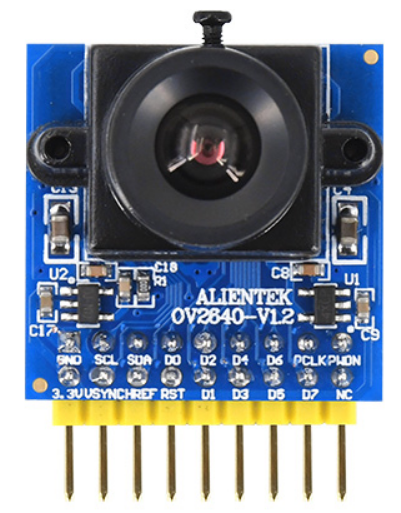 C13
C4
U2
C10
R1
C8
U1
C17
C9
ALIENTEK
OV2640-V1.2
GND SCL SDA D0 D2 D4 D6 PCLK PWDN
3.3V VSYNC HREF RST D1 D3 D5 D7 NC